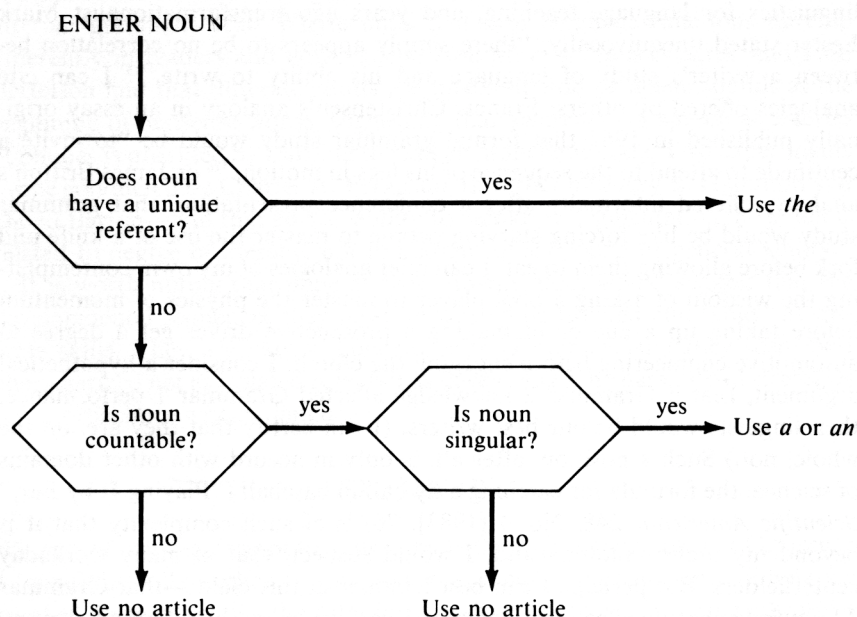 ENTER NOUN
Does noun
have a unique
referent?
yes
Use the
no
Is noun
countable?
yes
Is noun
singular?
yes
Use a or an
no
no
Use no article
Use no article